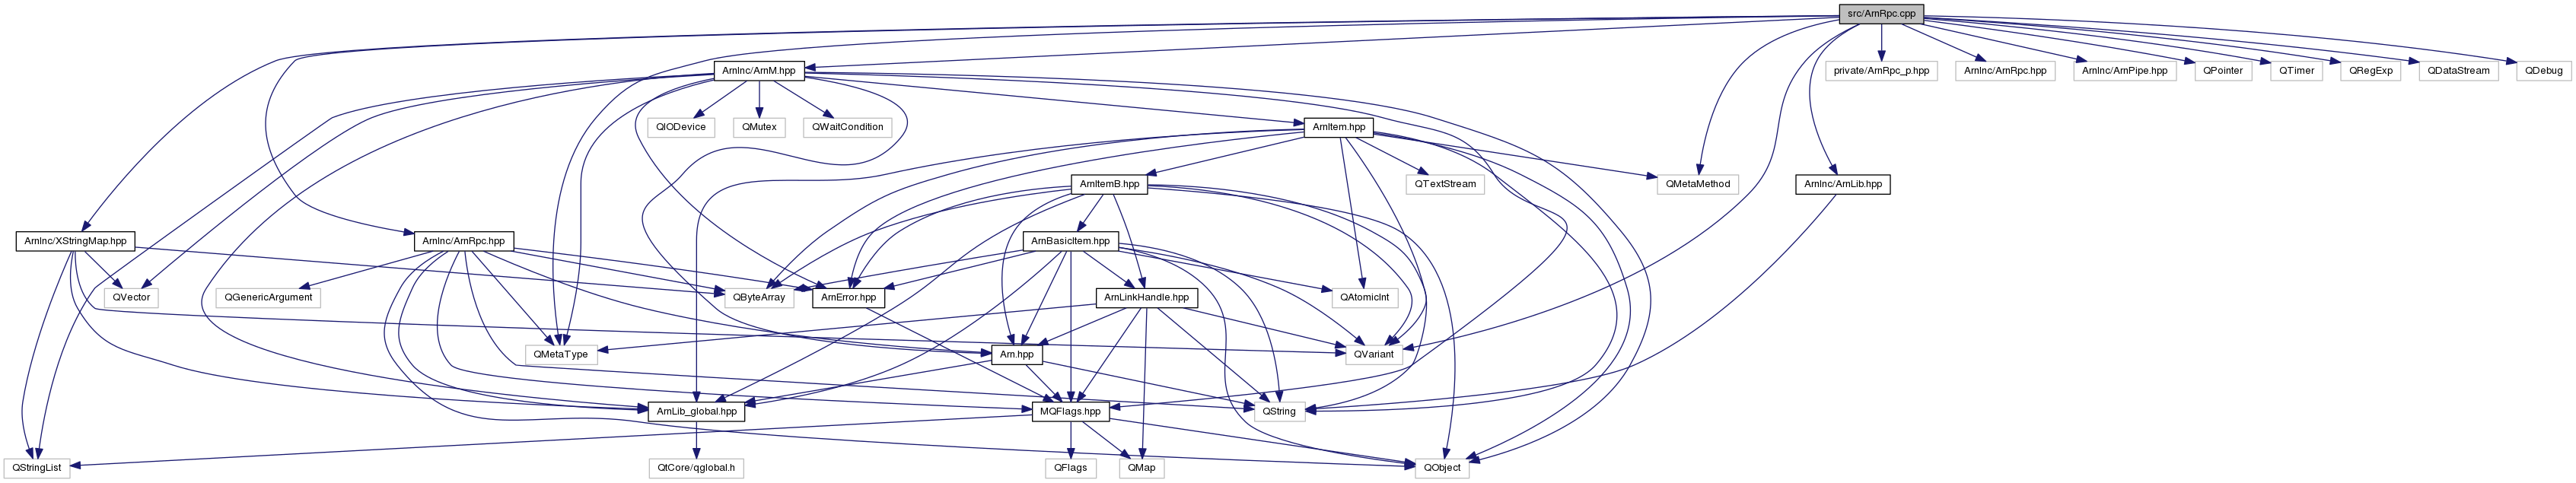 src/ArnRpc.cpp
ArnInc/ArnM.hpp
private/ArnRpc_p.hpp
ArnInc/ArnRpc.hpp
ArnInc/ArnPipe.hpp
QPointer
QTimer
QRegExp
QDataStream
QDebug
QIODevice
QMutex
QWaitCondition
ArnItem.hpp
ArnItemB.hpp
QTextStream
QMetaMethod
ArnInc/ArnLib.hpp
ArnInc/XStringMap.hpp
ArnInc/ArnRpc.hpp
ArnBasicItem.hpp
QVector
QGenericArgument
QByteArray
ArnError.hpp
ArnLinkHandle.hpp
QAtomicInt
QMetaType
Arn.hpp
QVariant
ArnLib_global.hpp
MQFlags.hpp
QString
QStringList
QtCore/qglobal.h
QFlags
QMap
QObject